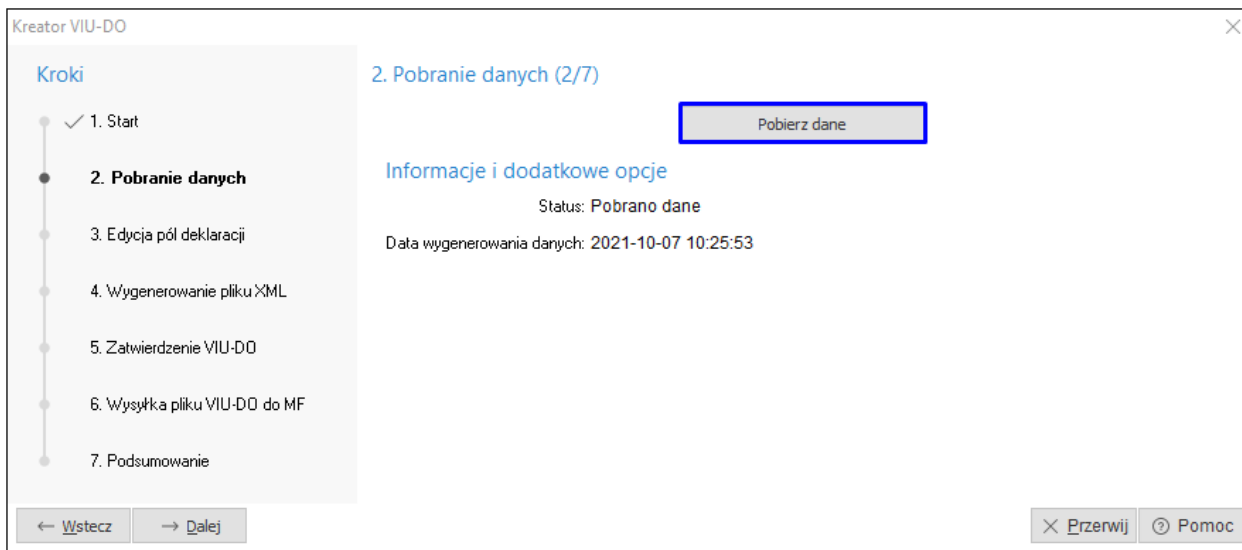 Kreator VIU-DO
Kroki
1. Start
2. Pobranie danych
3. Edycja pól deklaracji
4. Wygenerowanie pliku XML
5. Zatwierdzenie VIU-DO
6. Wysyłka pliku VIU-DO do MF
7. Podsumowanie
2. Pobranie danych (2/7)
Pobierz dane
Informacje i dodatkowe opcje
Status: Pobrano dane
Data wygenerowania danych: 2021-10-07 10:25:53
← Wstecz
→ Dalej
Przerwij
Pomoc